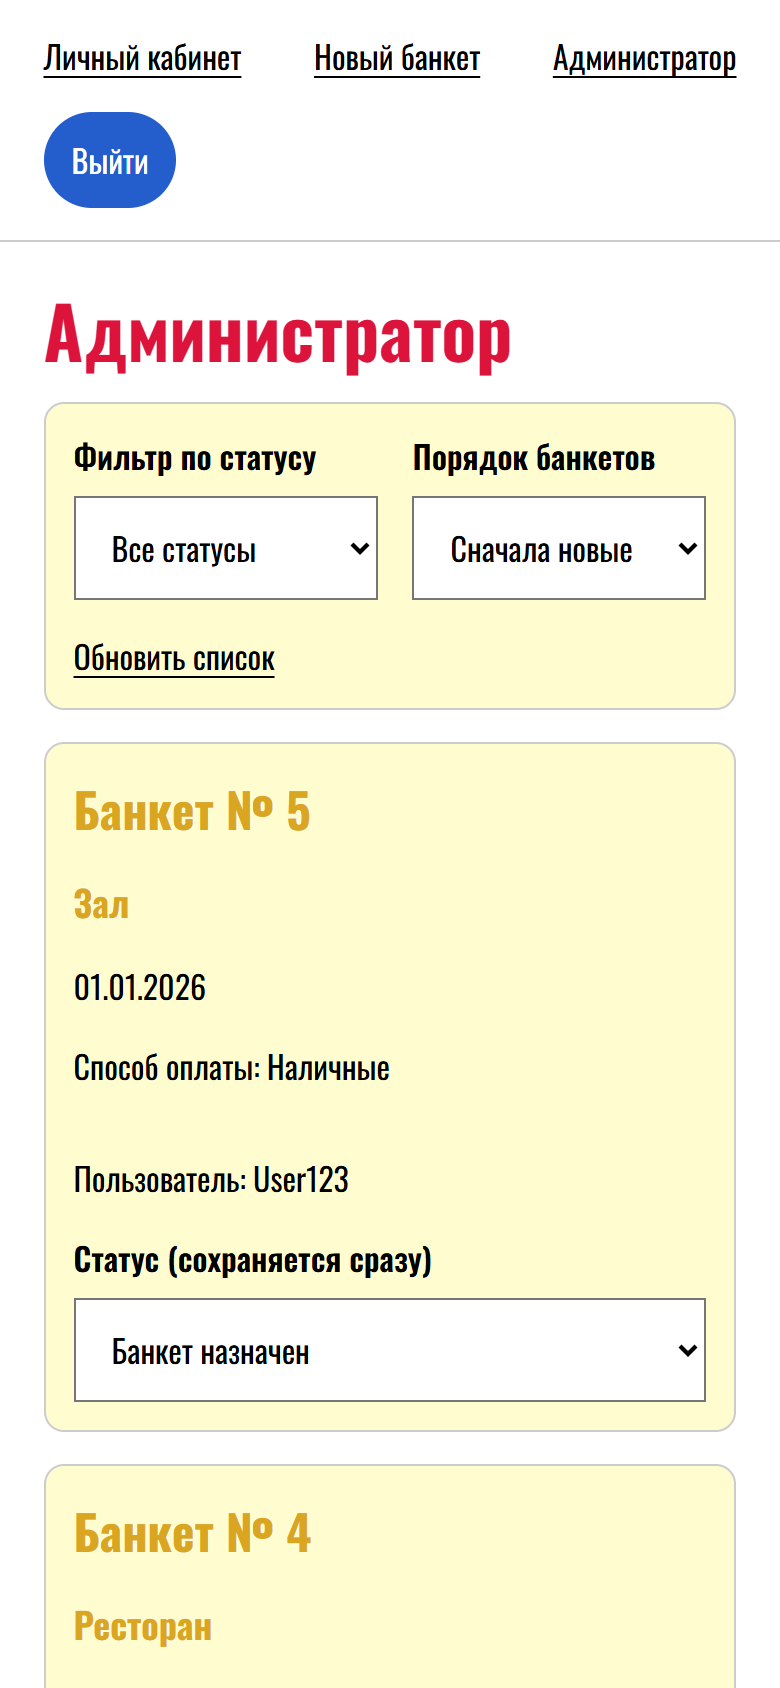 Личный кабинет Новый банкет Администратор
Выйти
Администратор
Фильтр по статусу Порядок банкетов
Все статусы Сначала новые
Обновить список
Банкет № 5
Зал
01.01.2026
Способ оплаты: Наличные
Пользователь: User123
Статус (сохраняется сразу)
Банкет назначен
Банкет № 4
Ресторан